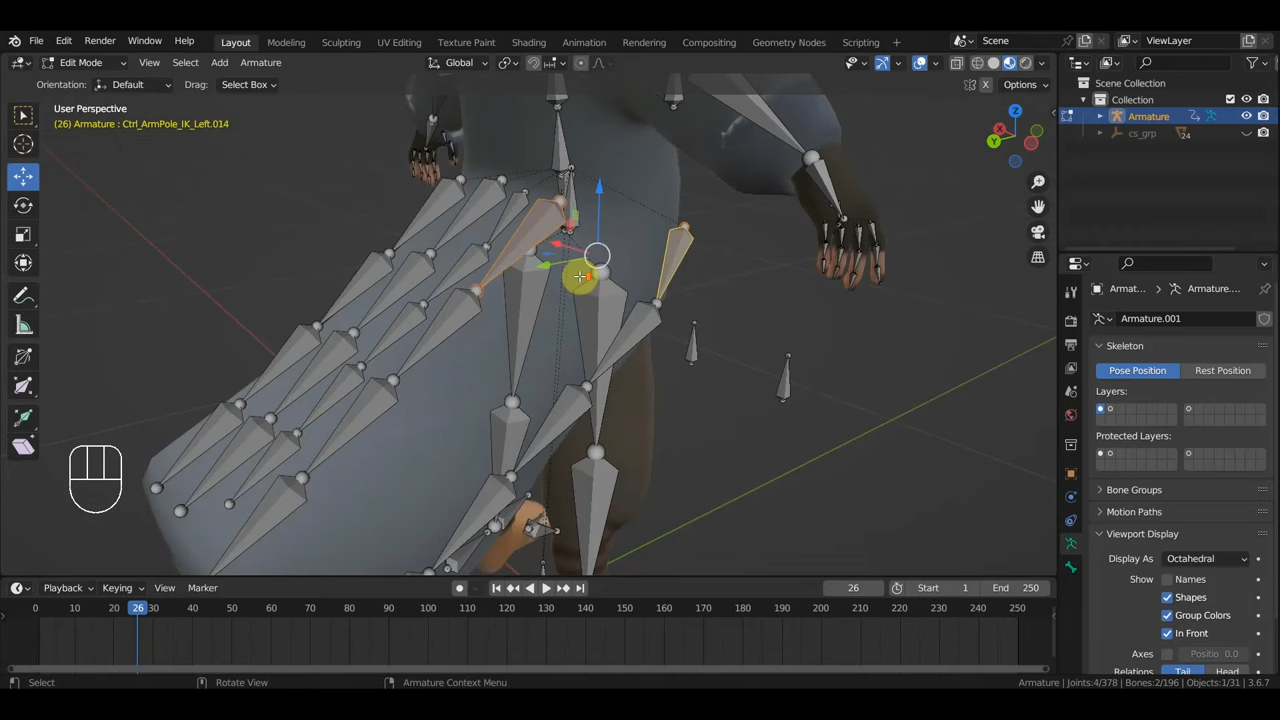 File Edit Render Window Help Layout Modeling Sculpting UV Editing Texture Paint Shading Animation Rendering Compositing Geometry Nodes Scripting + Scene ViewLayer
Edit Mode View Select Add Armature Global Options
Orientation: Default Drag: Select Box X
User Perspective
(26) Armature : Ctrl_ArmPole_IK_Left.014
Z
X
Y
Scene Collection
Collection
Armature
cs_grp 24
Armat... Armature....
Armature.001
Skeleton
Pose Position Rest Position
Layers:
Protected Layers:
Bone Groups
Motion Paths
Viewport Display
Display As Octahedral
Show Names
Shapes
Group Colors
In Front
Axes Positio 0.0
Relations Tail Head
Playback Keying View Marker 26 Start 1 End 250
0 10 20 26 30 40 50 60 70 80 90 100 110 120 130 140 150 160 170 180 190 200 210 220 230 240 250
Select Rotate View Armature Context Menu Armature | Joints:4/378 | Bones:2/196 | Objects:1/31 | 3.6.7